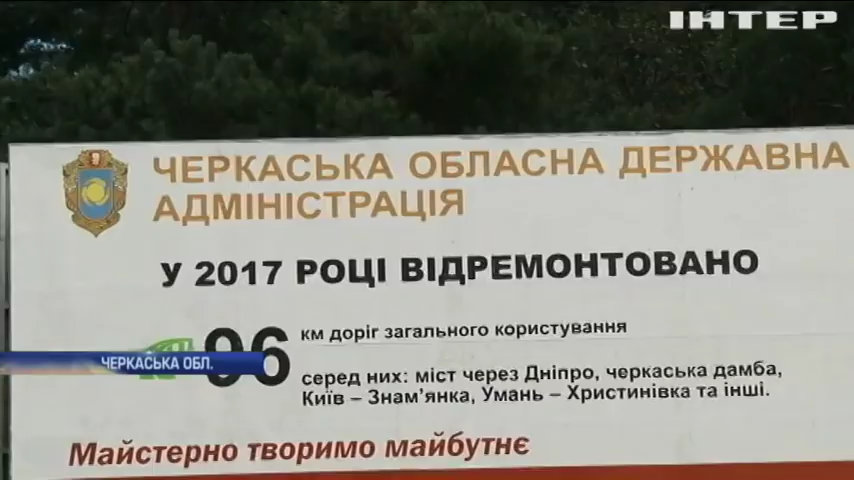 ІНТЕР
ЧЕРКАСЬКА ОБЛАСНА ДЕРЖАВНА
АДМІНІСТРАЦІЯ
У 2017 РОЦІ ВІДРЕМОНТОВАНО
96 км доріг загального користування
ЧЕРКАСЬКА ОБЛ.
серед них: міст через Дніпро, черкаська дамба,
Київ – Знам'янка, Умань – Христинівка та інші.
Майстерно творимо майбутнє